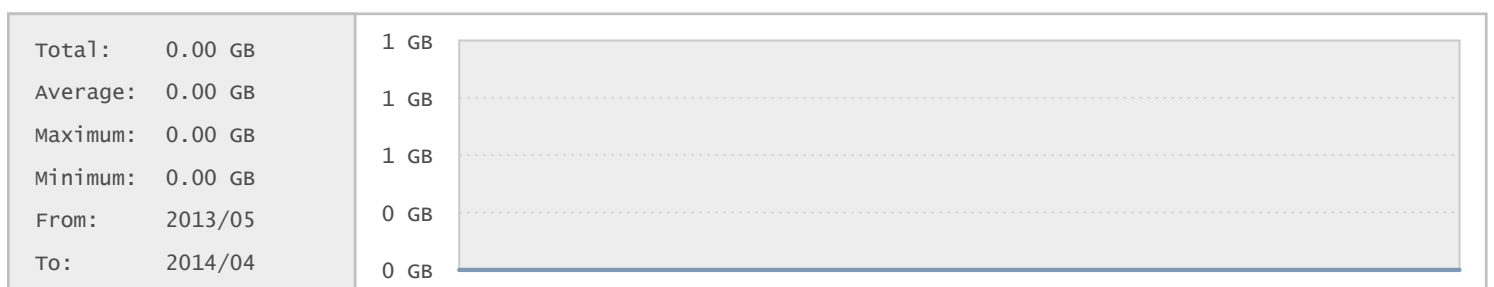 Total: 0.00 GB
Average: 0.00 GB
Maximum: 0.00 GB
Minimum: 0.00 GB
From: 2013/05
To: 2014/04
1 GB
1 GB
1 GB
0 GB
0 GB